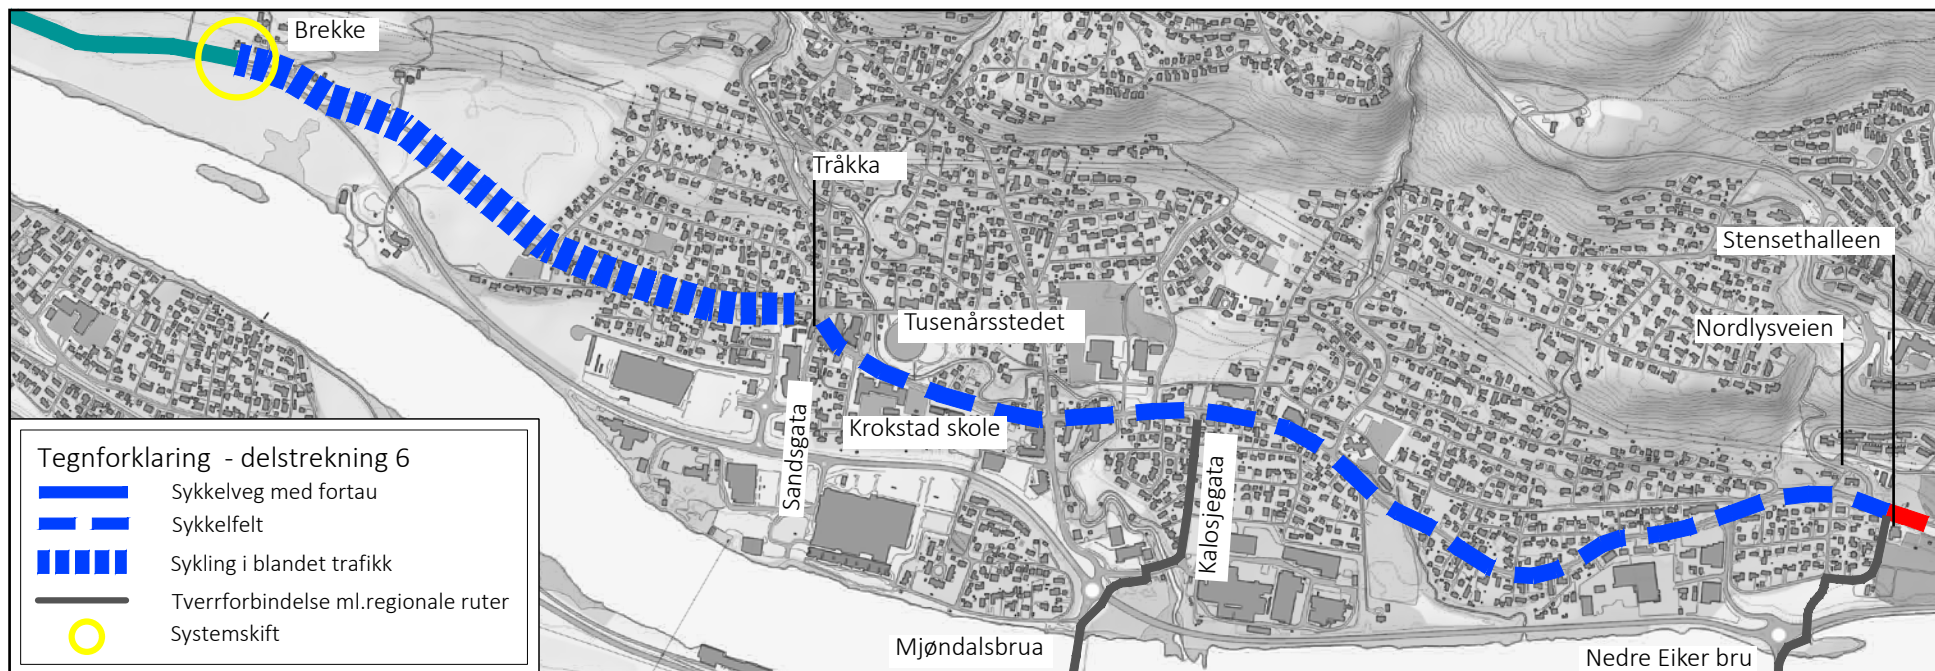 Brekke
Tråkka
Stensethalleen
Tusenårsstedet
Nordlysveien
Krokstad skole
Sandsgata
Kalosjegata
Mjøndalsbrua
Nedre Eiker bru
Tegnforklaring - delstrekning 6
Sykkelveg med fortau
Sykkelfelt
Sykling i blandet trafikk
Tverrforbindelse ml.regionale ruter
Systemskift